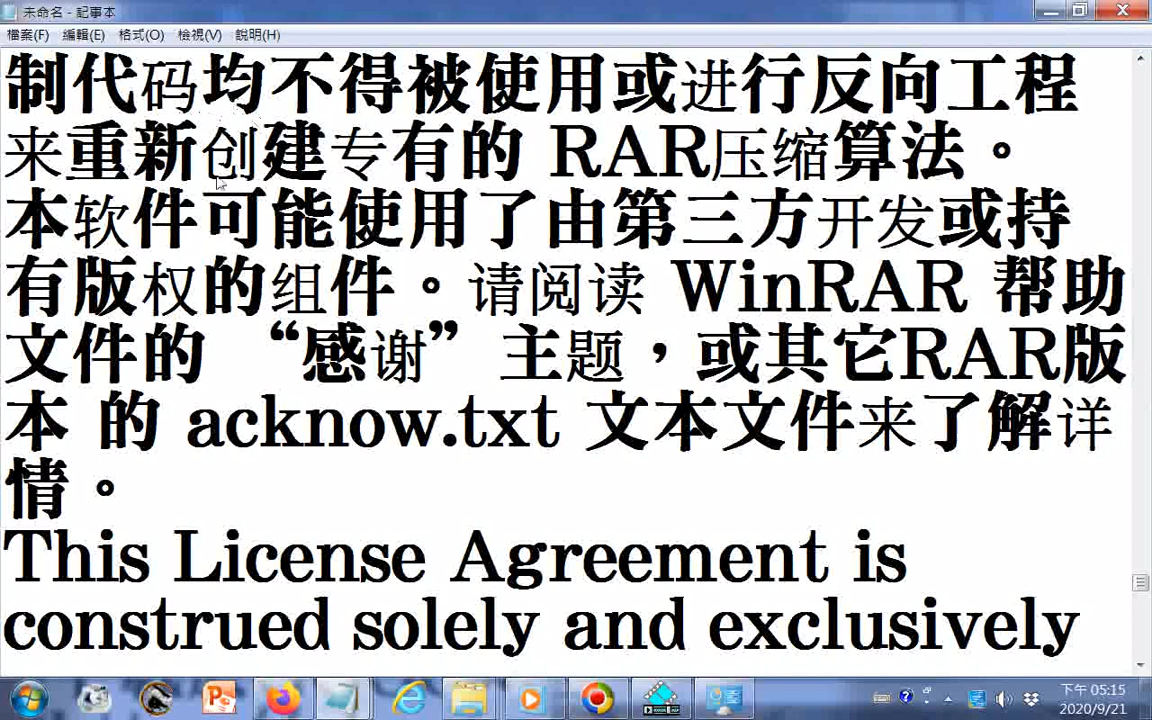 未命名 - 記事本
檔案(F) 編輯(E) 格式(O) 檢視(V) 說明(H)
制代码均不得被使用或进行反向工程
来重新创建专有的 RAR压缩算法。
本软件可能使用了由第三方开发或持
有版权的组件。请阅读 WinRAR 帮助
文件的 “感谢” 主题，或其它RAR版
本 的 acknow.txt 文本文件来了解详
情。
This License Agreement is
construed solely and exclusively
下午 05:15
2020/9/21